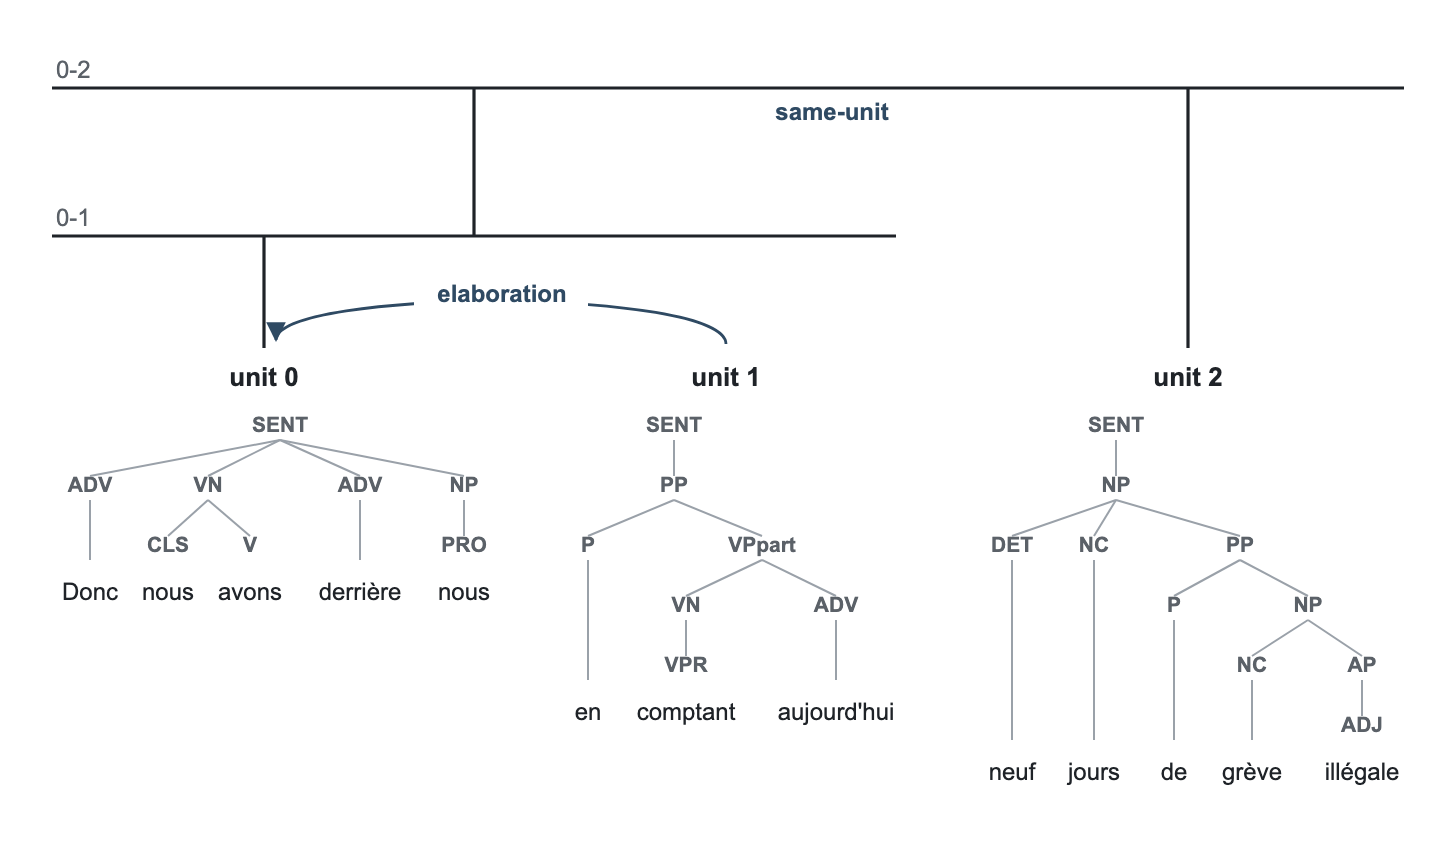 0-2
same-unit
0-1
elaboration
unit 0 unit 1 unit 2
SENT SENT SENT
ADV VN ADV NP PP NP
CLS V PRO P VPpart DET NC PP
Donc nous avons derrière nous
VN ADV P NP
VPR NC AP
en comptant aujourd'hui
ADJ
neuf jours de grève illégale